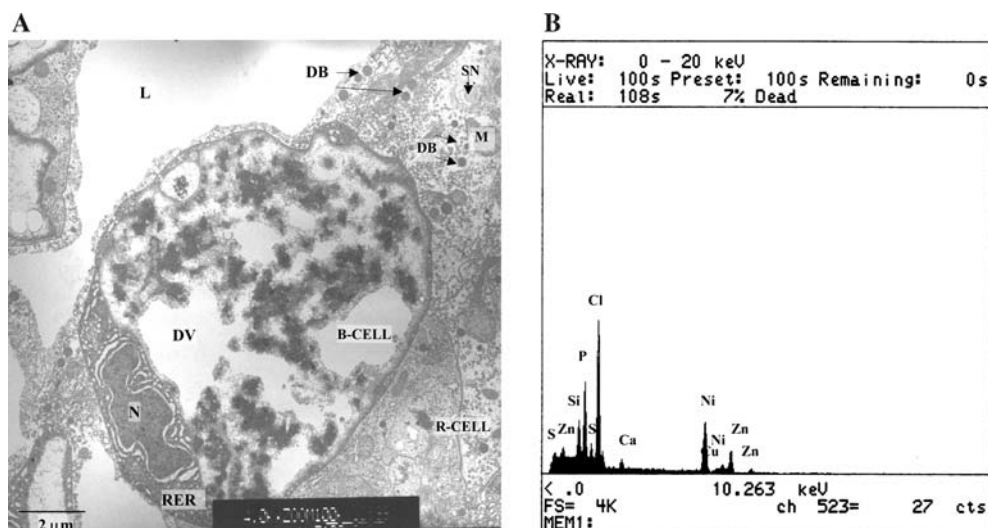 A
L
DB
SN
M
DB
DV
B-CELL
N
R-CELL
RER
2 µm
B
X-RAY: 0 - 20 keV
Live: 100s Preset: 100s Remaining: 0s
Real: 108s 7% Dead
Cl
P
Si
S
Zn
S
Ca
Ni
Ni
Zn
Zn
< .0 10.263 keV
FS= 4K ch 523= 27 cts
MEM1: